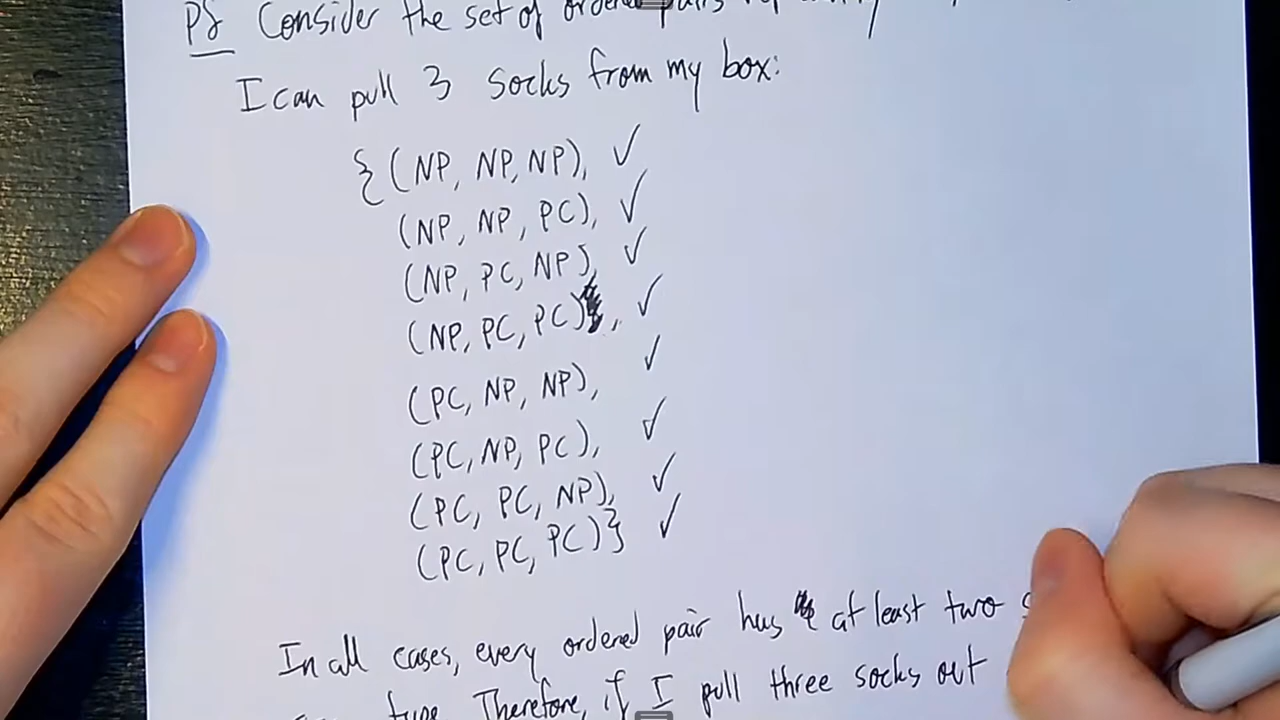 Pf Consider the set of ordered pairs
I can pull 3 socks from my box:
{(NP, NP, NP), ✓
(NP, NP, PC), ✓
(NP, PC, NP), ✓
(NP, PC, PC), ✓
(PC, NP, NP), ✓
(PC, NP, PC), ✓
(PC, PC, NP), ✓
(PC, PC, PC)} ✓
In all cases, every ordered pair has at least two
type. Therefore, if I pull three socks out